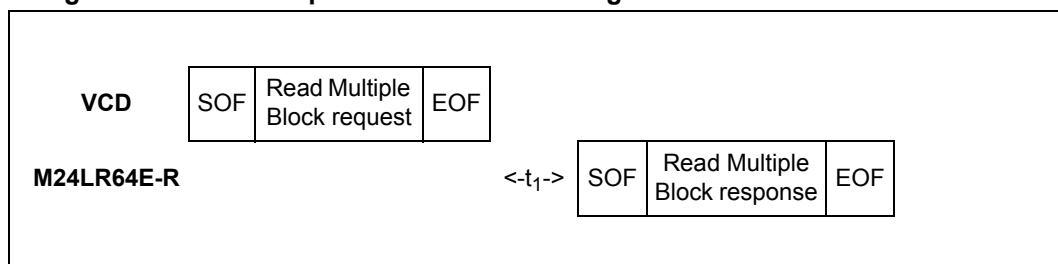 VCD SOF Read Multiple Block request EOF
M24LR64E-R <-t1-> SOF Read Multiple Block response EOF